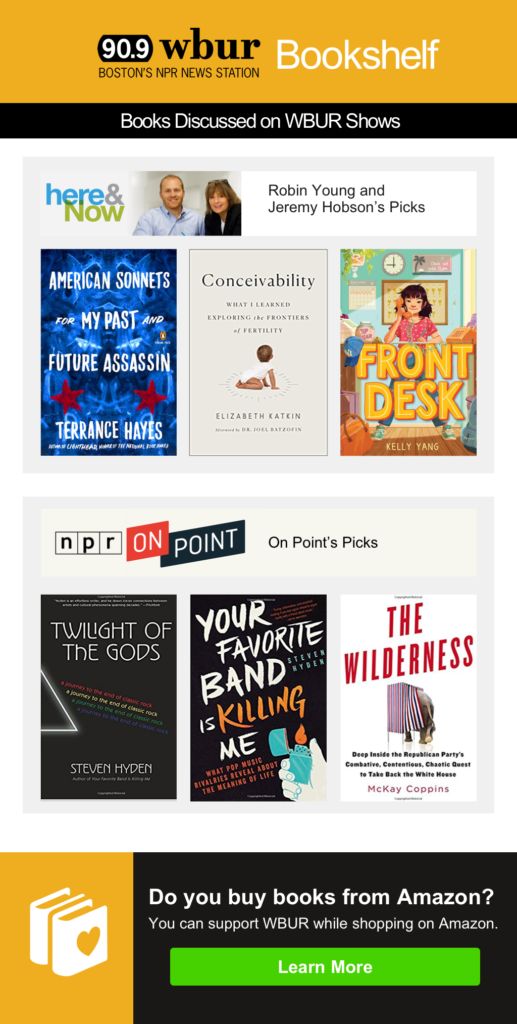 90.9 wbur Bookshelf
BOSTON'S NPR NEWS STATION
Books Discussed on WBUR Shows
here&
Now
Robin Young and
Jeremy Hobson's Picks
AMERICAN SONNETS
FOR MY PAST AND
FUTURE ASSASSIN
TERRANCE HAYES
AUTHOR OF LIGHTHEAD, WINNER OF THE NATIONAL BOOK AWARD
Conceivability
WHAT I LEARNED
EXPLORING THE FRONTIERS
of FERTILITY
ELIZABETH KATKIN
Foreword by DR. JOEL BATZOFIN
FRONT
DESK
KELLY YANG
npr ON POINT
On Point's Picks
TWILIGHT OF
THE GODS
a journey to the end of classic rock
a journey to the end of classic rock
a journey to the end of classic rock
a journey to the end of classic rock
STEVEN HYDEN
Author of Your Favorite Band Is Killing Me
YOUR
FAVORITE
BAND
STEVEN
HYDEN
IS KILLING
ME
WHAT POP MUSIC
RIVALRIES REVEAL ABOUT
THE MEANING OF LIFE
THE
WILDERNESS
Deep Inside the Republican Party's
Combative, Contentious, Chaotic Quest
to Take Back the White House
McKay Coppins
Do you buy books from Amazon?
You can support WBUR while shopping on Amazon.
Learn More